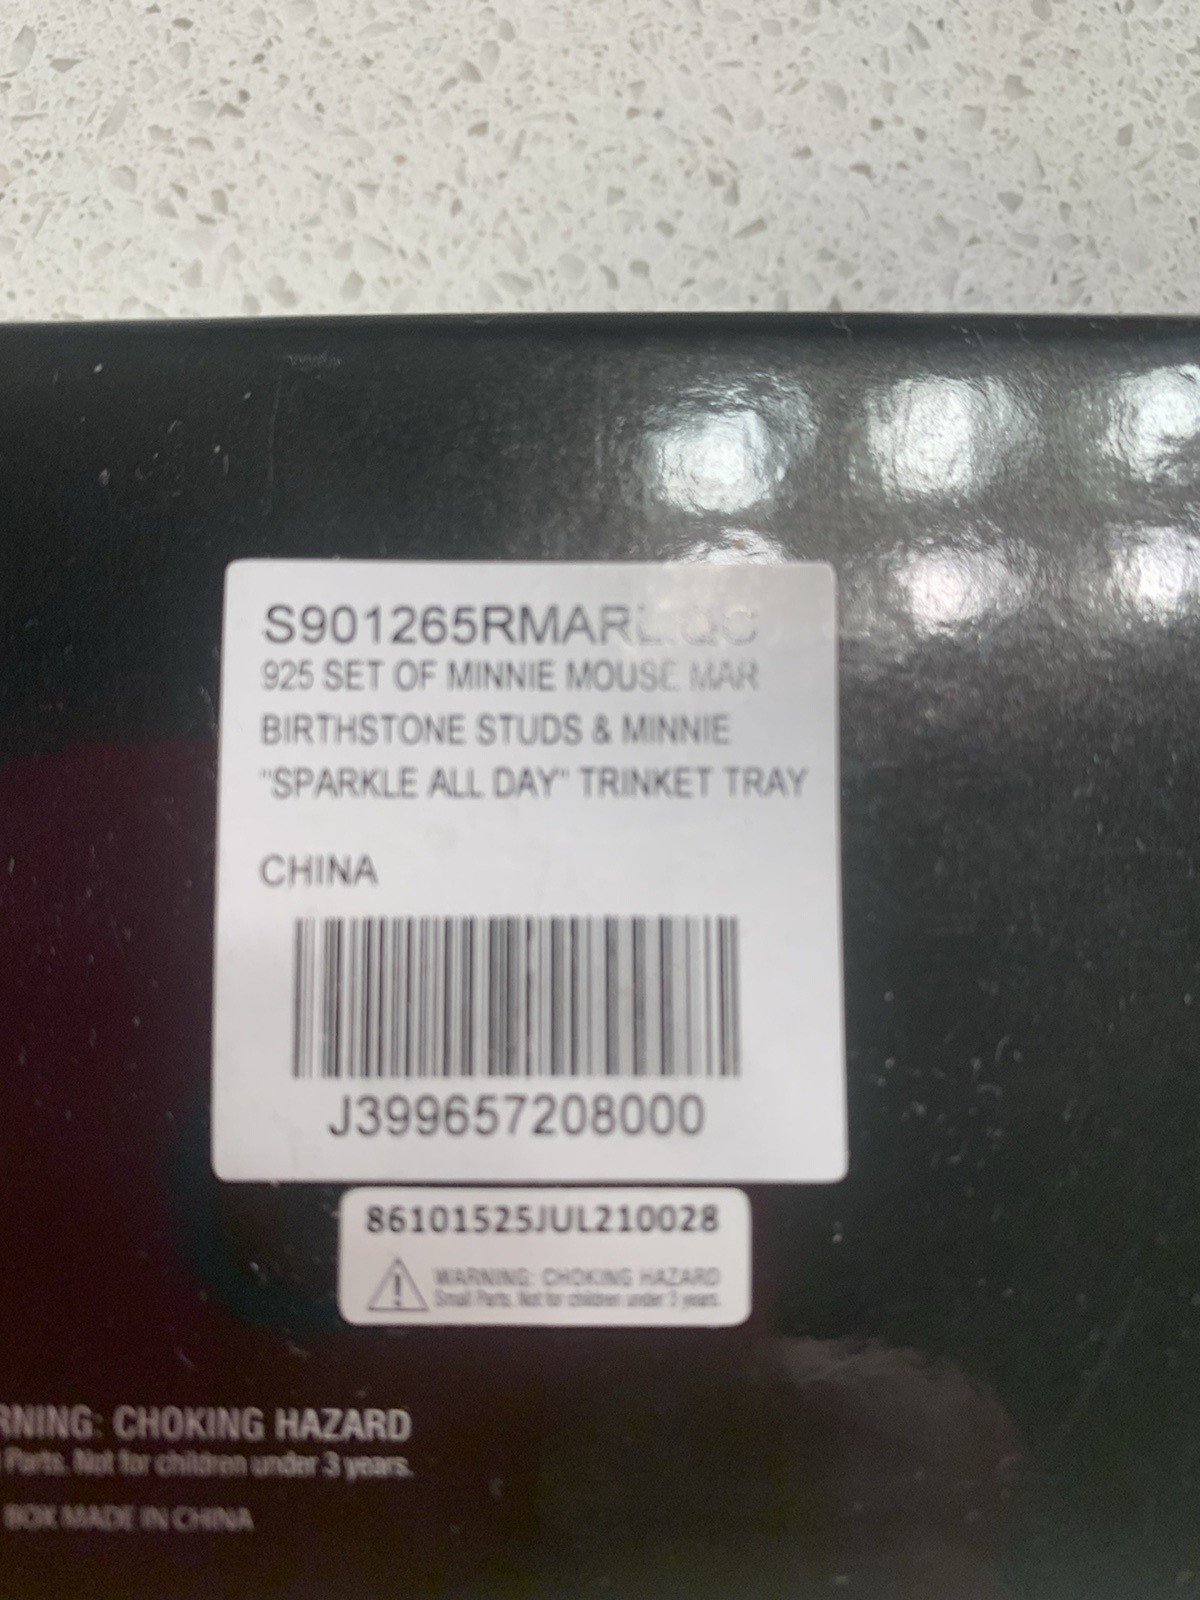 S901265RMARL-QC
925 SET OF MINNIE MOUSE MAR
BIRTHSTONE STUDS & MINNIE
"SPARKLE ALL DAY" TRINKET TRAY
CHINA
J399657208000
86101525JUL210028
WARNING: CHOKING HAZARD
Small Parts. Not for children under 3 years.
RNING: CHOKING HAZARD
Parts. Not for children under 3 years.
BOX MADE IN CHINA